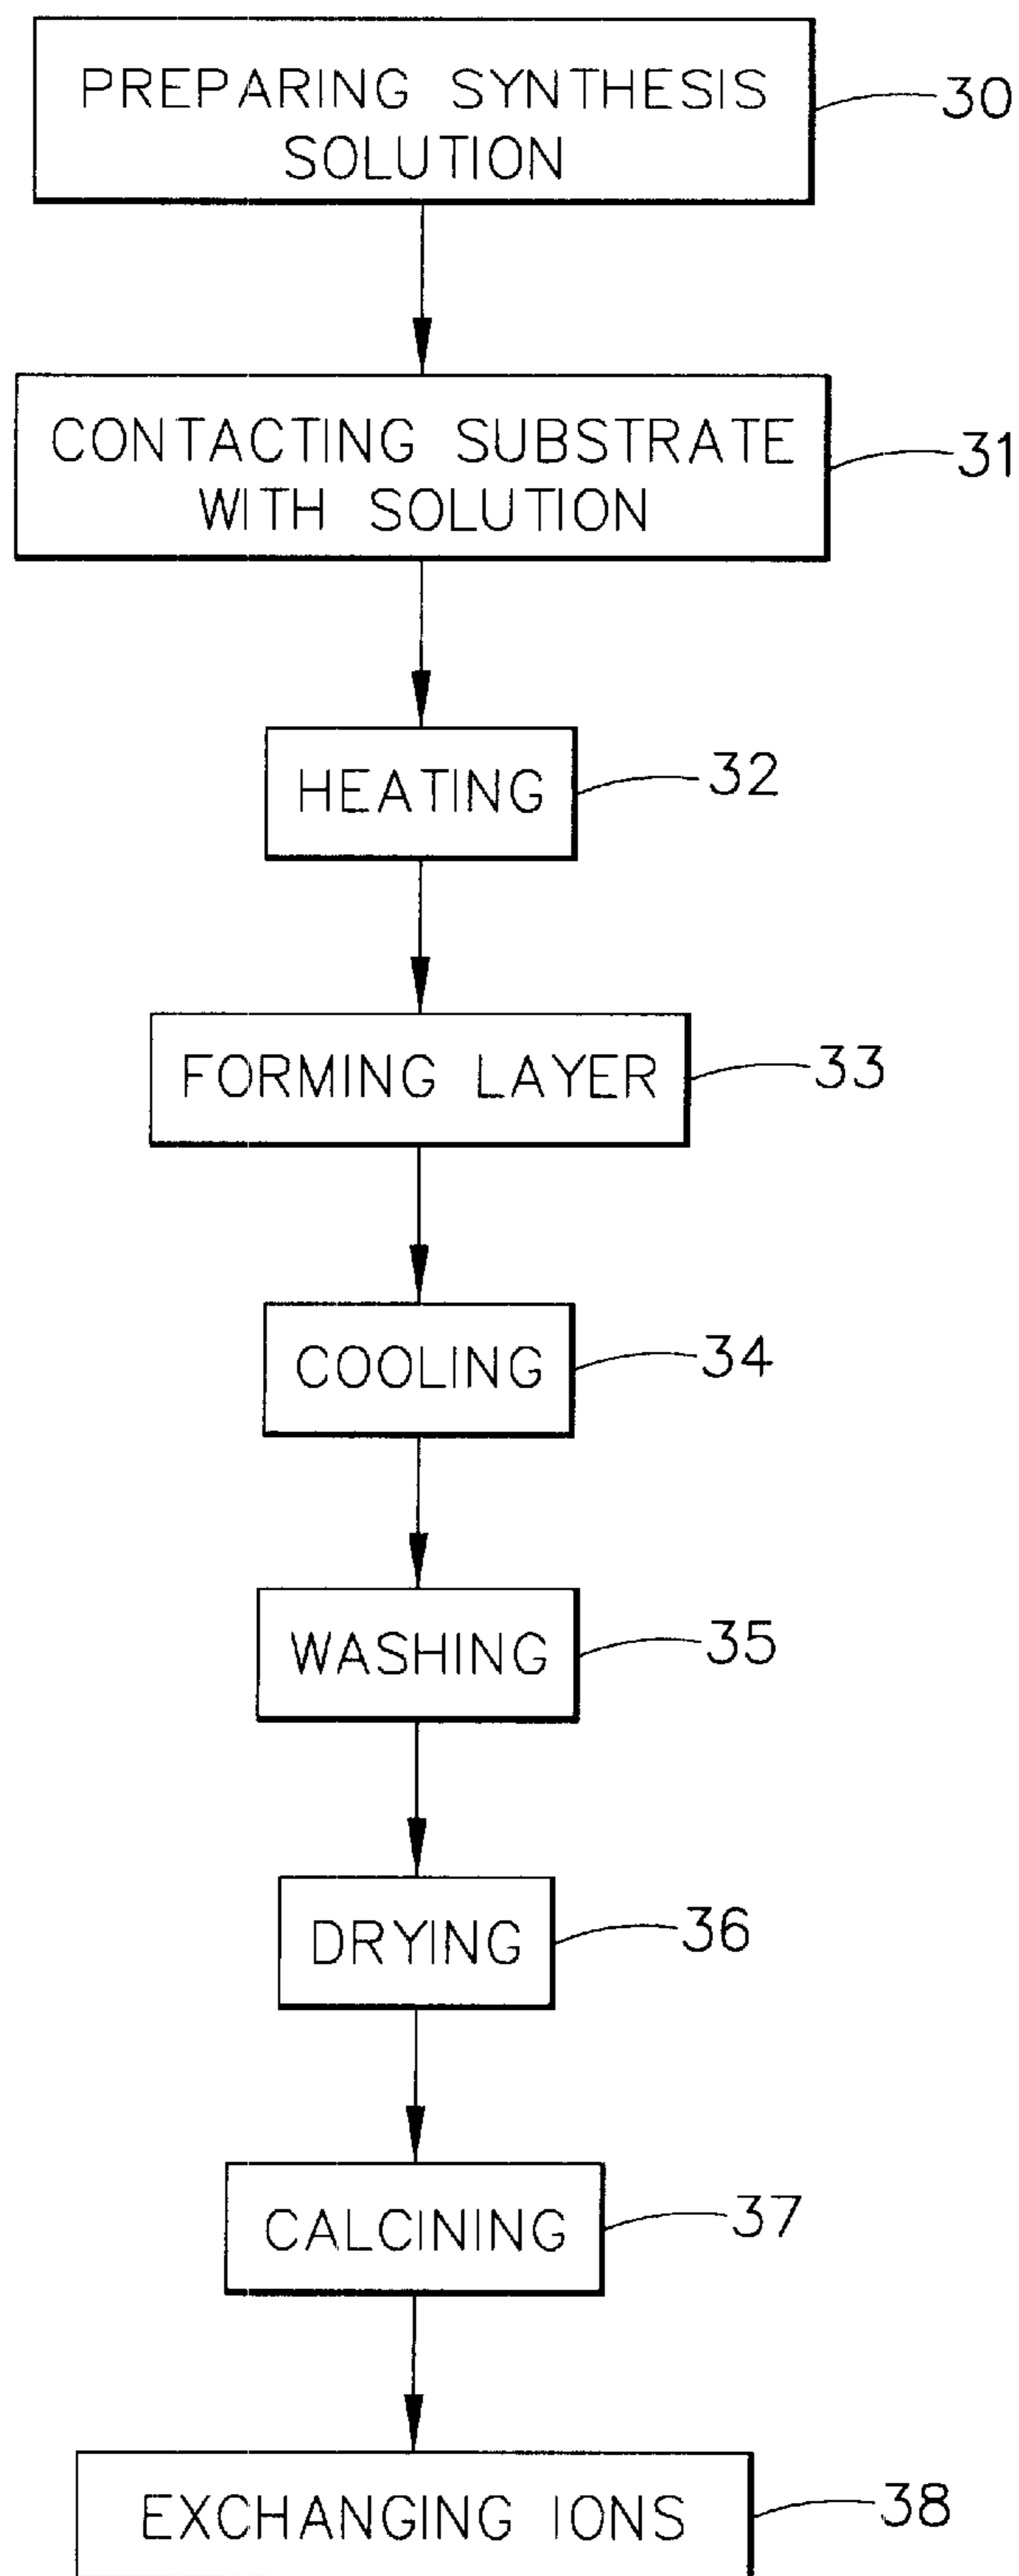 PREPARING SYNTHESIS
SOLUTION
30
CONTACTING SUBSTRATE
WITH SOLUTION
31
HEATING
32
FORMING LAYER
33
COOLING
34
WASHING
35
DRYING
36
CALCINING
37
EXCHANGING IONS
38